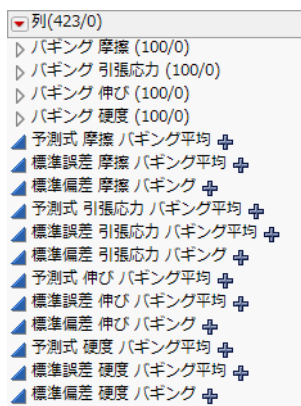 列(423/0)
バギング 摩擦 (100/0)
バギング 引張応力 (100/0)
バギング 伸び (100/0)
バギング 硬度 (100/0)
予測式 摩擦 バギング平均
標準誤差 摩擦 バギング平均
標準偏差 摩擦 バギング
予測式 引張応力 バギング平均
標準誤差 引張応力 バギング平均
標準偏差 引張応力 バギング
予測式 伸び バギング平均
標準誤差 伸び バギング平均
標準偏差 伸び バギング
予測式 硬度 バギング平均
標準誤差 硬度 バギング平均
標準偏差 硬度 バギング